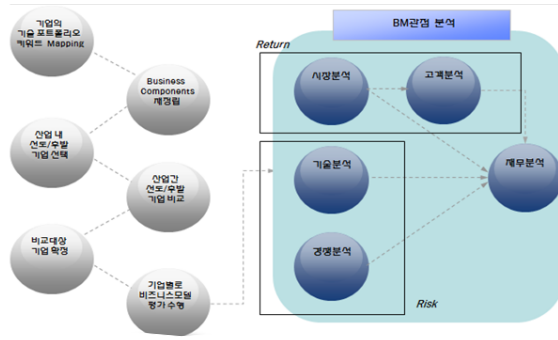 기업의
기술 포트폴리오
키워드 Mapping
Business
Components
재정립
산업 내
선도/후발
기업 선택
산업간
선도/후발
기업 비교
비교대상
기업 확정
기업별로
비즈니스모델
평가 수행
BM관점 분석
Return
시장분석
고객분석
기술분석
재무분석
경쟁분석
Risk